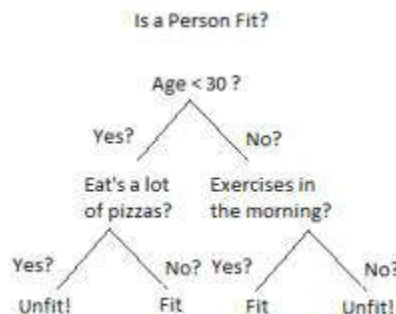 Is a Person Fit?
Age < 30 ?
Yes? No?
Eat's a lot Exercises in
of pizzas? the morning?
Yes? No? Yes? No?
Unfit! Fit Fit Unfit!